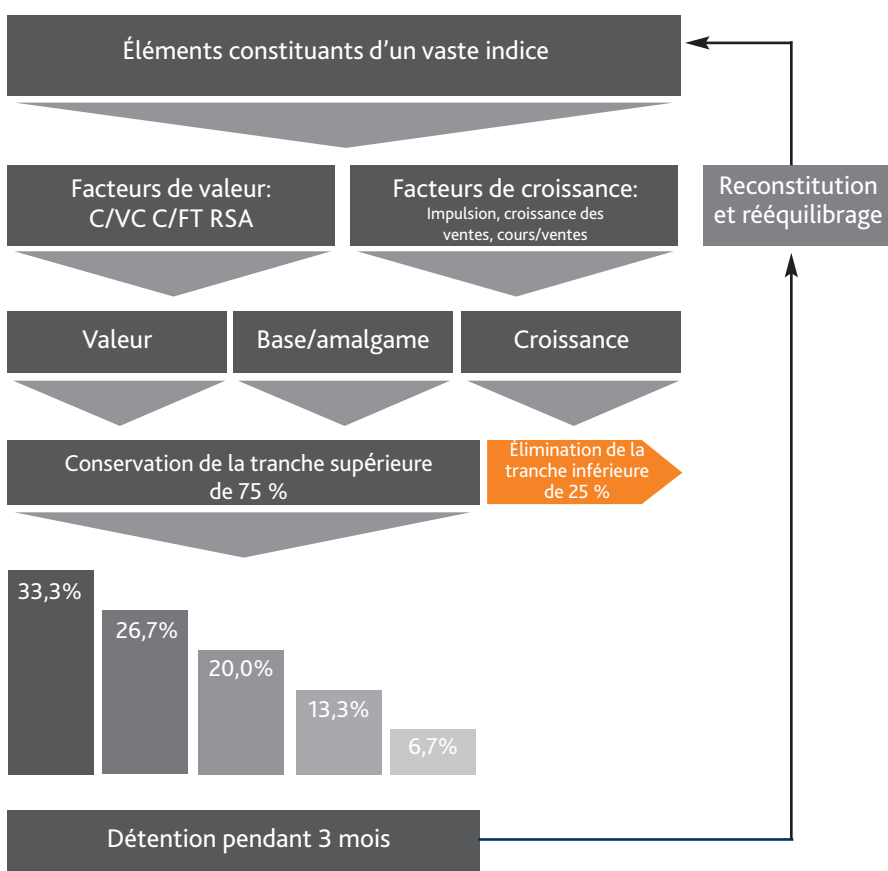 Éléments constituants d'un vaste indice
Facteurs de valeur:
C/VC C/FT RSA
Facteurs de croissance:
Impulsion, croissance des
ventes, cours/ventes
Reconstitution
et rééquilibrage
Valeur
Base/amalgame
Croissance
Conservation de la tranche supérieure
de 75 %
Élimination de la
tranche inférieure
de 25 %
33,3%
26,7%
20,0%
13,3%
6,7%
Détention pendant 3 mois